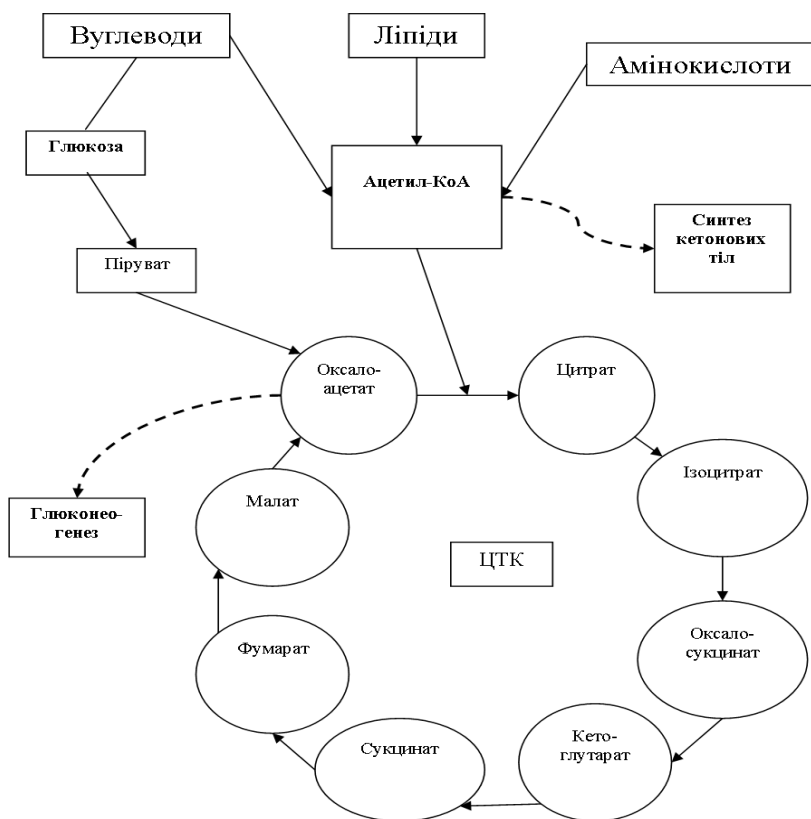 Вуглеводи
Ліпіди
Амінокислоти
Глюкоза
Ацетил-КоА
Синтез
кетонових
тіл
Піруват
Оксало-
ацетат
Цитрат
Ізоцитрат
Малат
Глюконео-
генез
ЦТК
Оксало-
сукцинат
Фумарат
Сукцинат
Кето-
глутарат